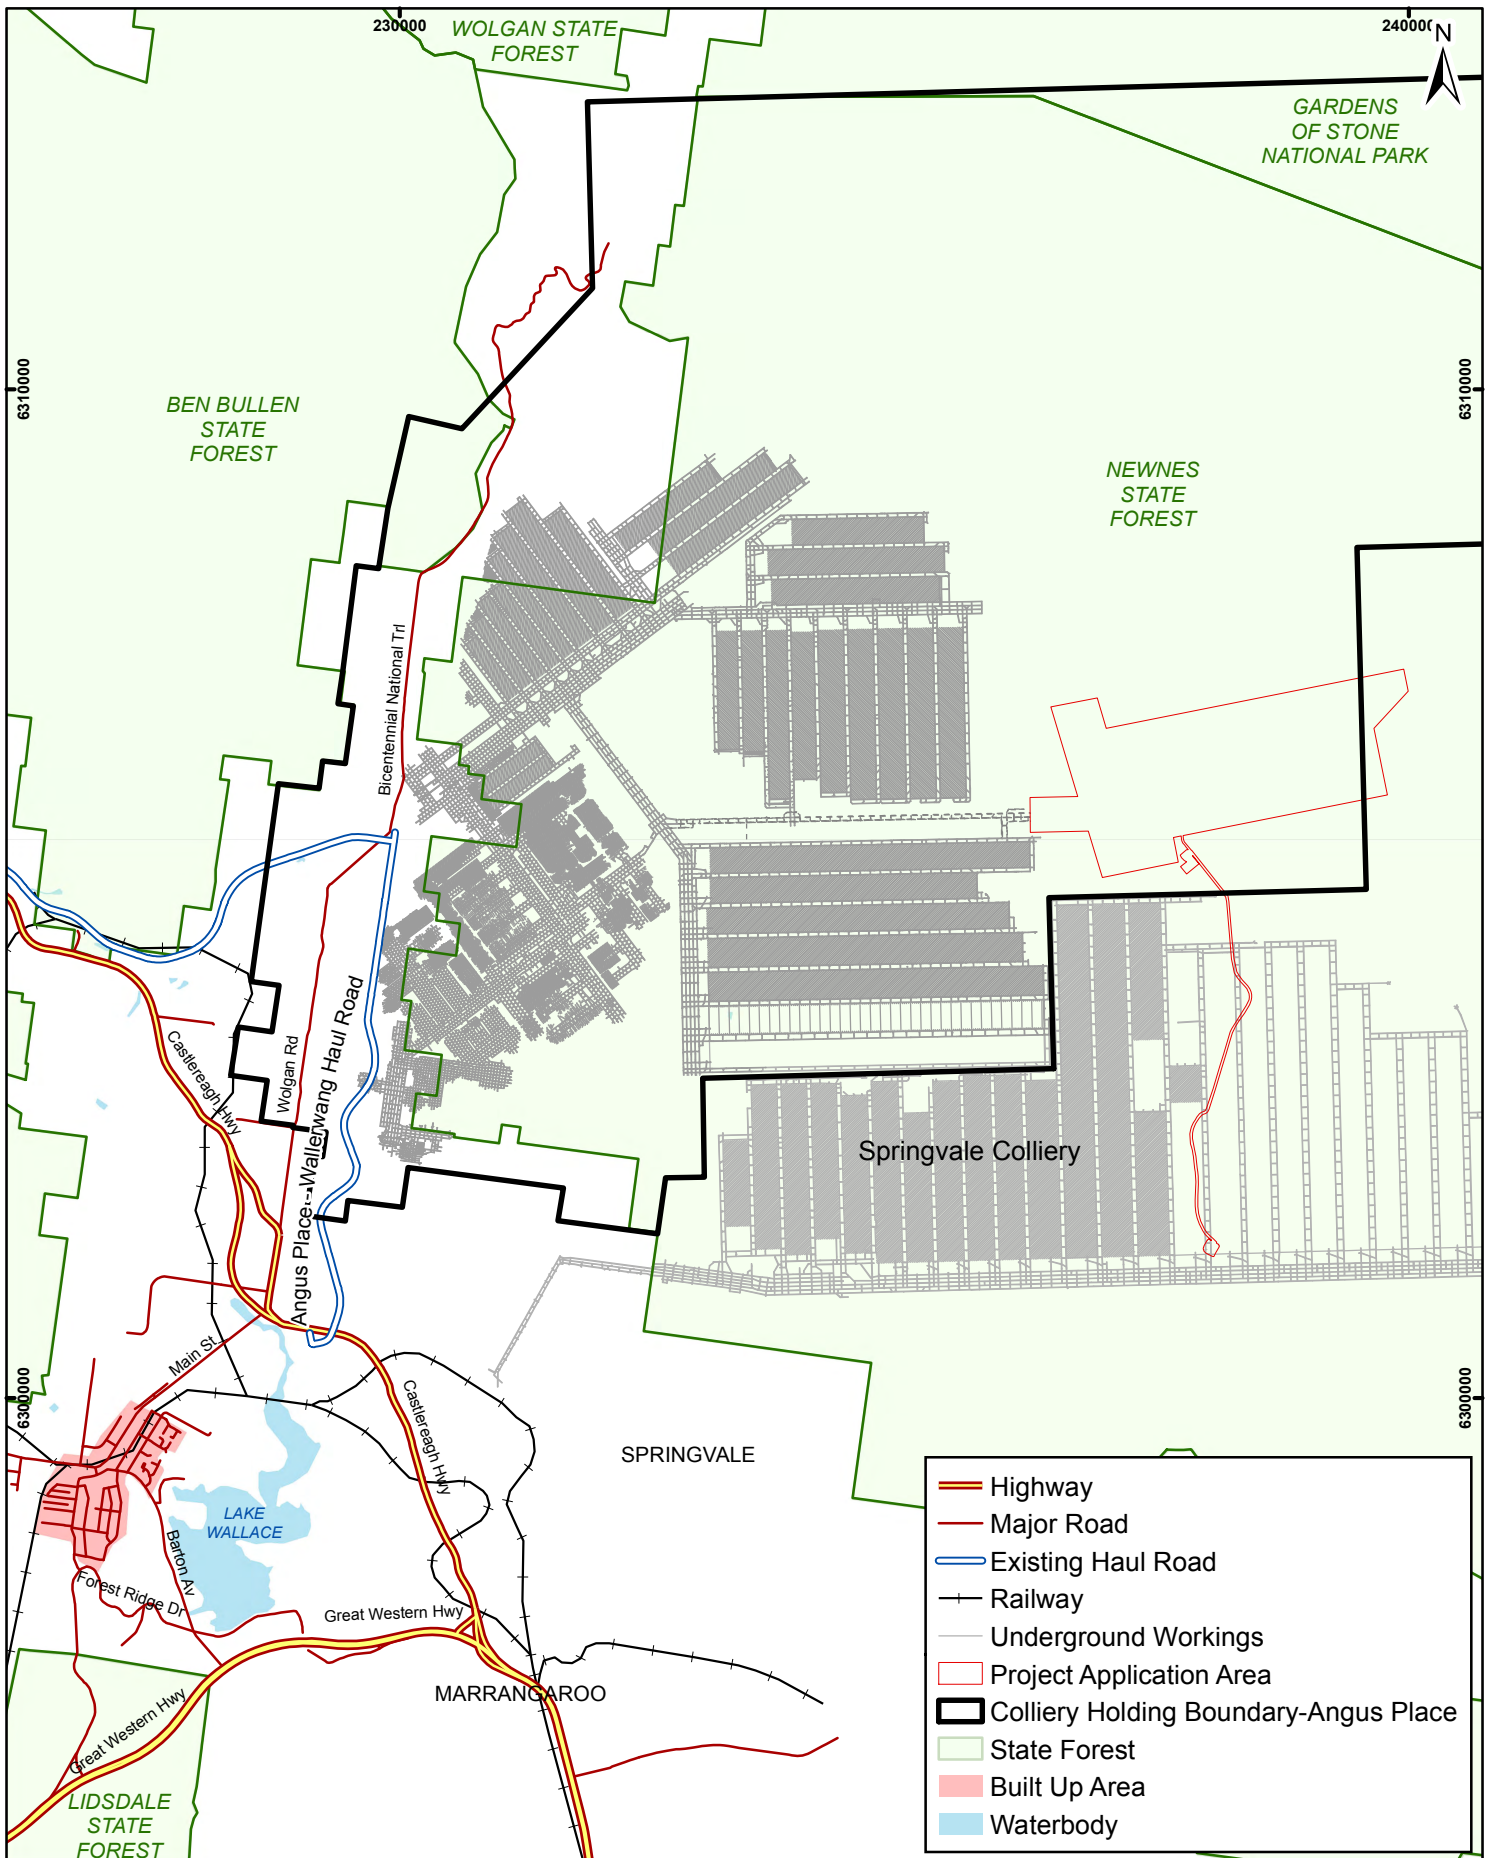 230000
WOLGAN STATE
FOREST
N
GARDENS
OF STONE
NATIONAL PARK
6310000
6310000
BEN BULLEN
STATE
FOREST
NEWNES
STATE
FOREST
Bicentennial National Trl
Angus Place--Wallerwang Haul Road
Wolgan Rd
Castlereagh Hwy
Springvale Colliery
Main St
6300000
6300000
Castlereagh Hwy
SPRINGVALE
LAKE
WALLACE
Barton Av
Forest Ridge Dr
Great Western Hwy
MARRANGAROO
Great Western Hwy
LIDSDALE
STATE
FOREST
Highway
Major Road
Existing Haul Road
Railway
Underground Workings
Project Application Area
Colliery Holding Boundary-Angus Place
State Forest
Built Up Area
Waterbody